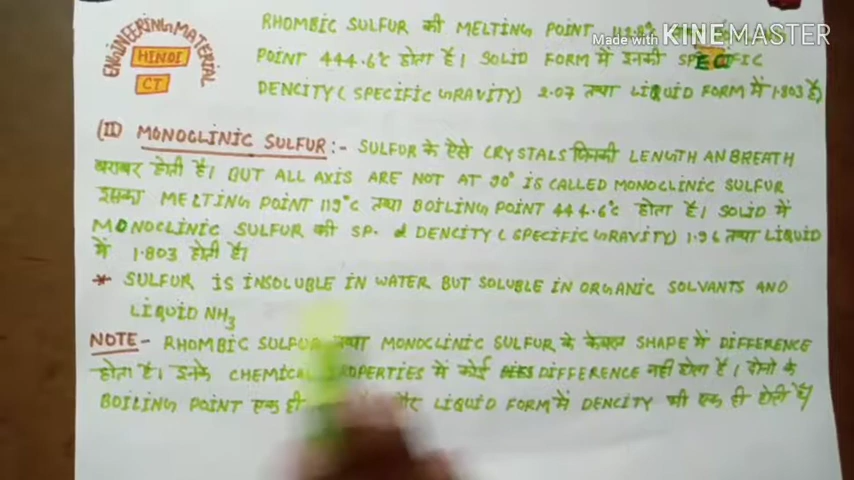 ENGINEERING MATERIAL
HINDI
CT
Made with KINEMASTER
RHOMBIC SULFUR की MELTING POINT
POINT 444.6°C होता है। SOLID FORM में इनकी SPECIFIC
DENCITY ( SPECIFIC GRAVITY) 2.07 तथा LIQUID FORM में 1.803 है)
(II) MONOCLINIC SULFUR:- SULFUR के ऐसे CRYSTALS जिनकी LENGTH AN BREATH
बराबर होती है। BUT ALL AXIS ARE NOT AT 90° IS CALLED MONOCLINIC SULFUR
इसका MELTING POINT 119°C तथा BOILING POINT 444.6°C होता है। SOLID में
MONOCLINIC SULFUR की SP. DENCITY ( SPECIFIC GRAVITY) 1.96 तथा LIQUID
में 1.803 होती है।
* SULFUR IS INSOLUBLE IN WATER BUT SOLUBLE IN ORGANIC SOLVANTS AND
LIQUID NH3
NOTE- RHOMBIC SULFUR तथा MONOCLINIC SULFUR के केवल SHAPE में DIFFERENCE
होता है। इनके CHEMICAL PROPERTIES में कोई DIFFERENCE नहीं होता है। दोनो के
BOILING POINT एक ही LIQUID FORM में DENCITY भी एक ही होती है।